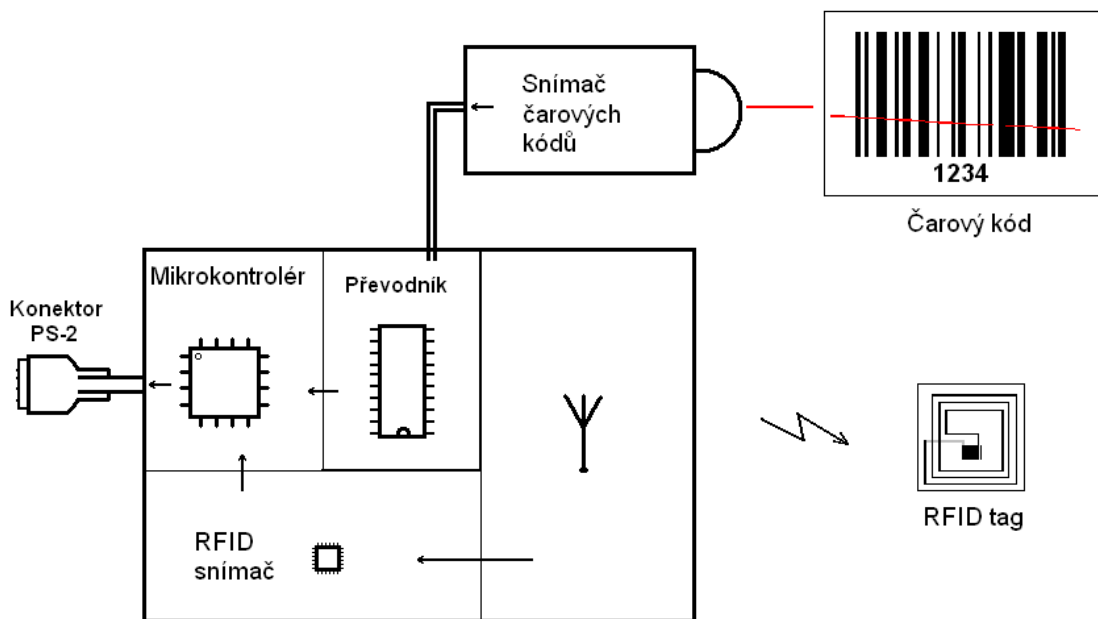 Snímač
čarových
kódů
1234
Čarový kód
Mikrokontrolér
Převodník
Konektor
PS-2
RFID tag
RFID
snímač